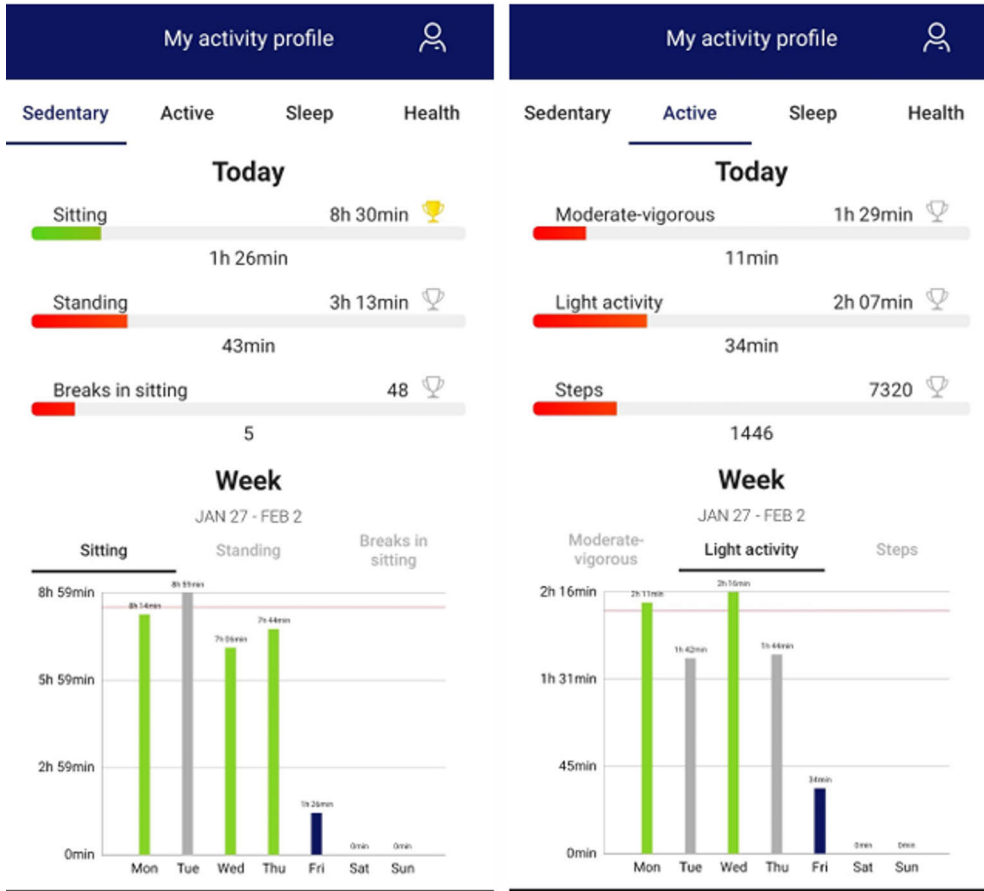 My activity profile
Sedentary Active Sleep Health
Today
Sitting 8h 30min
1h 26min
Standing 3h 13min
43min
Breaks in sitting 48
5
Week
JAN 27 - FEB 2
Sitting Standing Breaks in sitting
8h 59min
5h 59min
2h 59min
0min
8h 14min
8h 59min
7h 06min
7h 44min
1h 26min
0min
0min
Mon Tue Wed Thu Fri Sat Sun
My activity profile
Sedentary Active Sleep Health
Today
Moderate-vigorous 1h 29min
11min
Light activity 2h 07min
34min
Steps 7320
1446
Week
JAN 27 - FEB 2
Moderate-vigorous Light activity Steps
2h 16min
1h 31min
45min
0min
2h 11min
1h 42min
2h 16min
1h 44min
34min
0min
0min
Mon Tue Wed Thu Fri Sat Sun